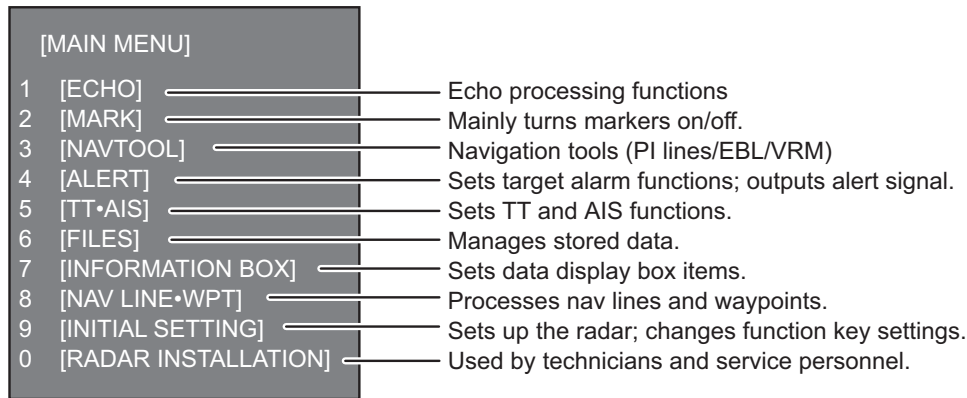 [MAIN MENU]
1 [ECHO] Echo processing functions
2 [MARK] Mainly turns markers on/off.
3 [NAVTOOL] Navigation tools (PI lines/EBL/VRM)
4 [ALERT] Sets target alarm functions; outputs alert signal.
5 [TT•AIS] Sets TT and AIS functions.
6 [FILES] Manages stored data.
7 [INFORMATION BOX] Sets data display box items.
8 [NAV LINE•WPT] Processes nav lines and waypoints.
9 [INITIAL SETTING] Sets up the radar; changes function key settings.
0 [RADAR INSTALLATION] Used by technicians and service personnel.